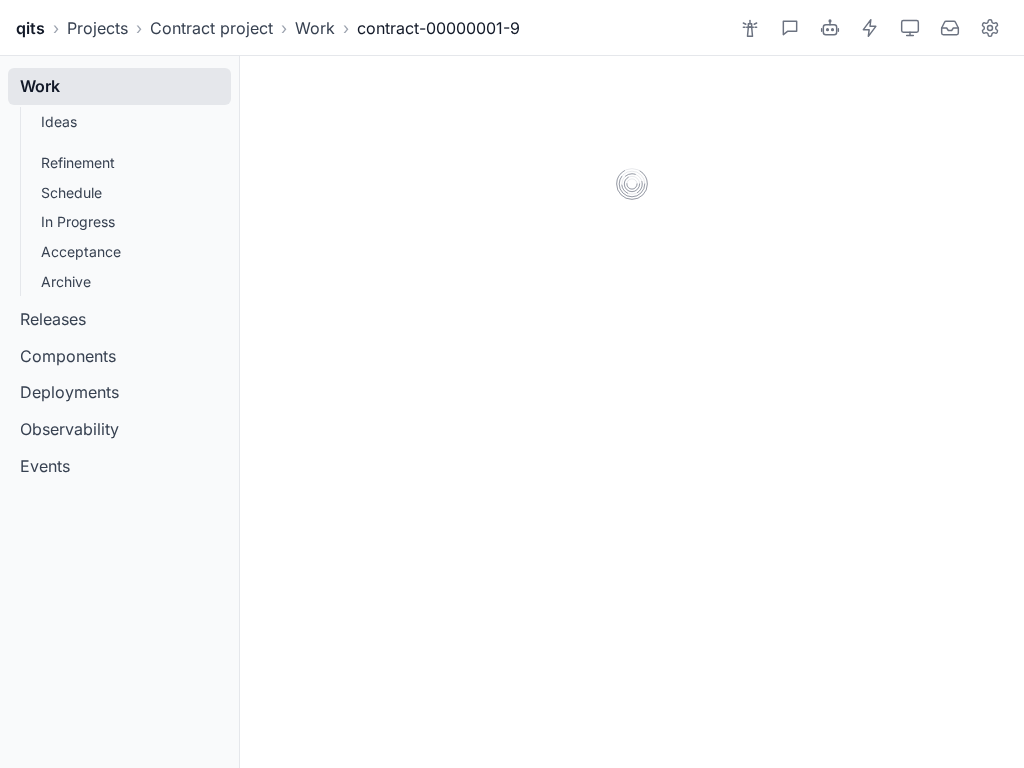 qits › Projects › Contract project › Work › contract-00000001-9
Work
Ideas
Refinement
Schedule
In Progress
Acceptance
Archive
Releases
Components
Deployments
Observability
Events